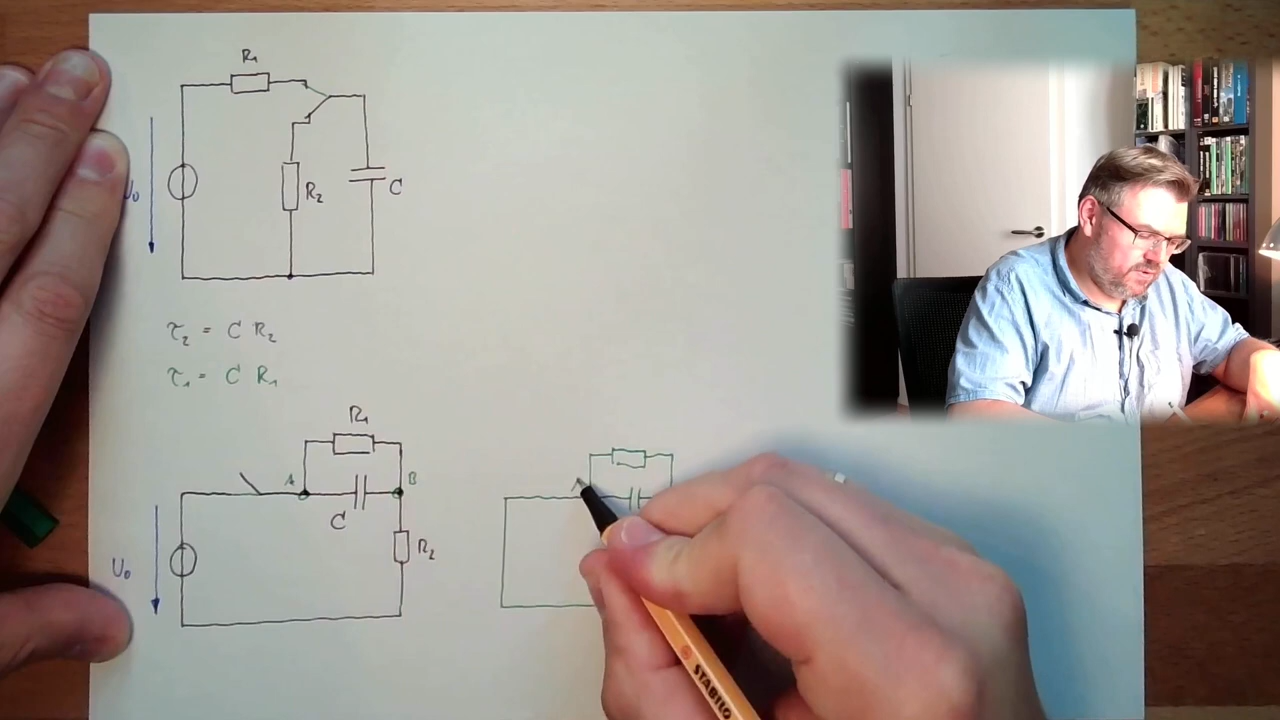 R₁
U₀
R₂
C
τ₂ = C R₂
τ₁ = C R₁
R₁
A
B
C
R₂
U₀
A
STABILO